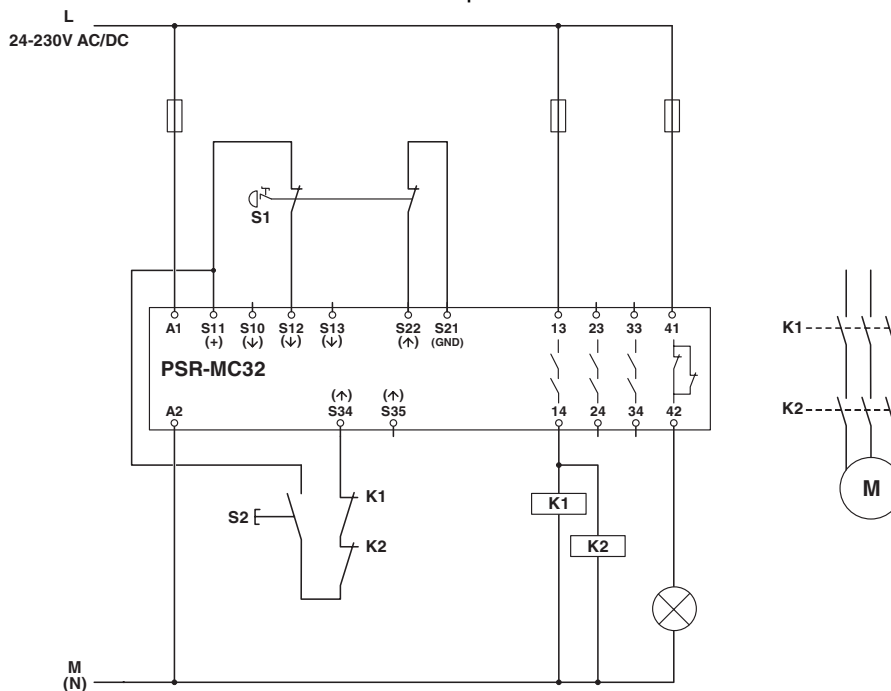 L
24-230V AC/DC
S1
A1 S11 S10 S12 S13 S22 S21 13 23 33 41
(+) (↓) (↓) (↓) (↑) (GND)
PSR-MC32
(↑) (↑)
A2 S34 S35 14 24 34 42
K1
K2
M
S2
K1
K2
K1
K2
M
(N)